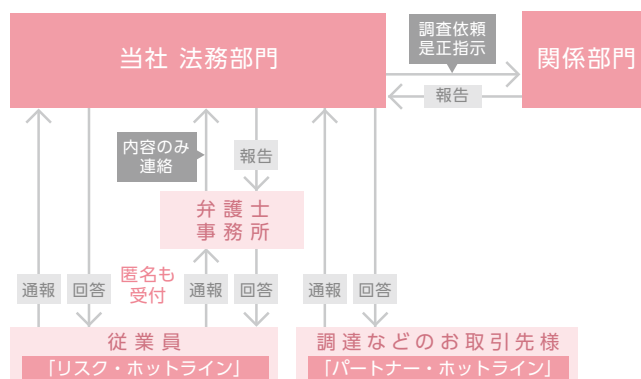 当社 法務部門
調査依頼
是正指示
関係部門
報告
内容のみ
連絡
報告
弁護士
事務所
匿名も
受付
通報
回答
通報
回答
通報
回答
従業員
「リスク・ホットライン」
調達などのお取引先様
「パートナー・ホットライン」